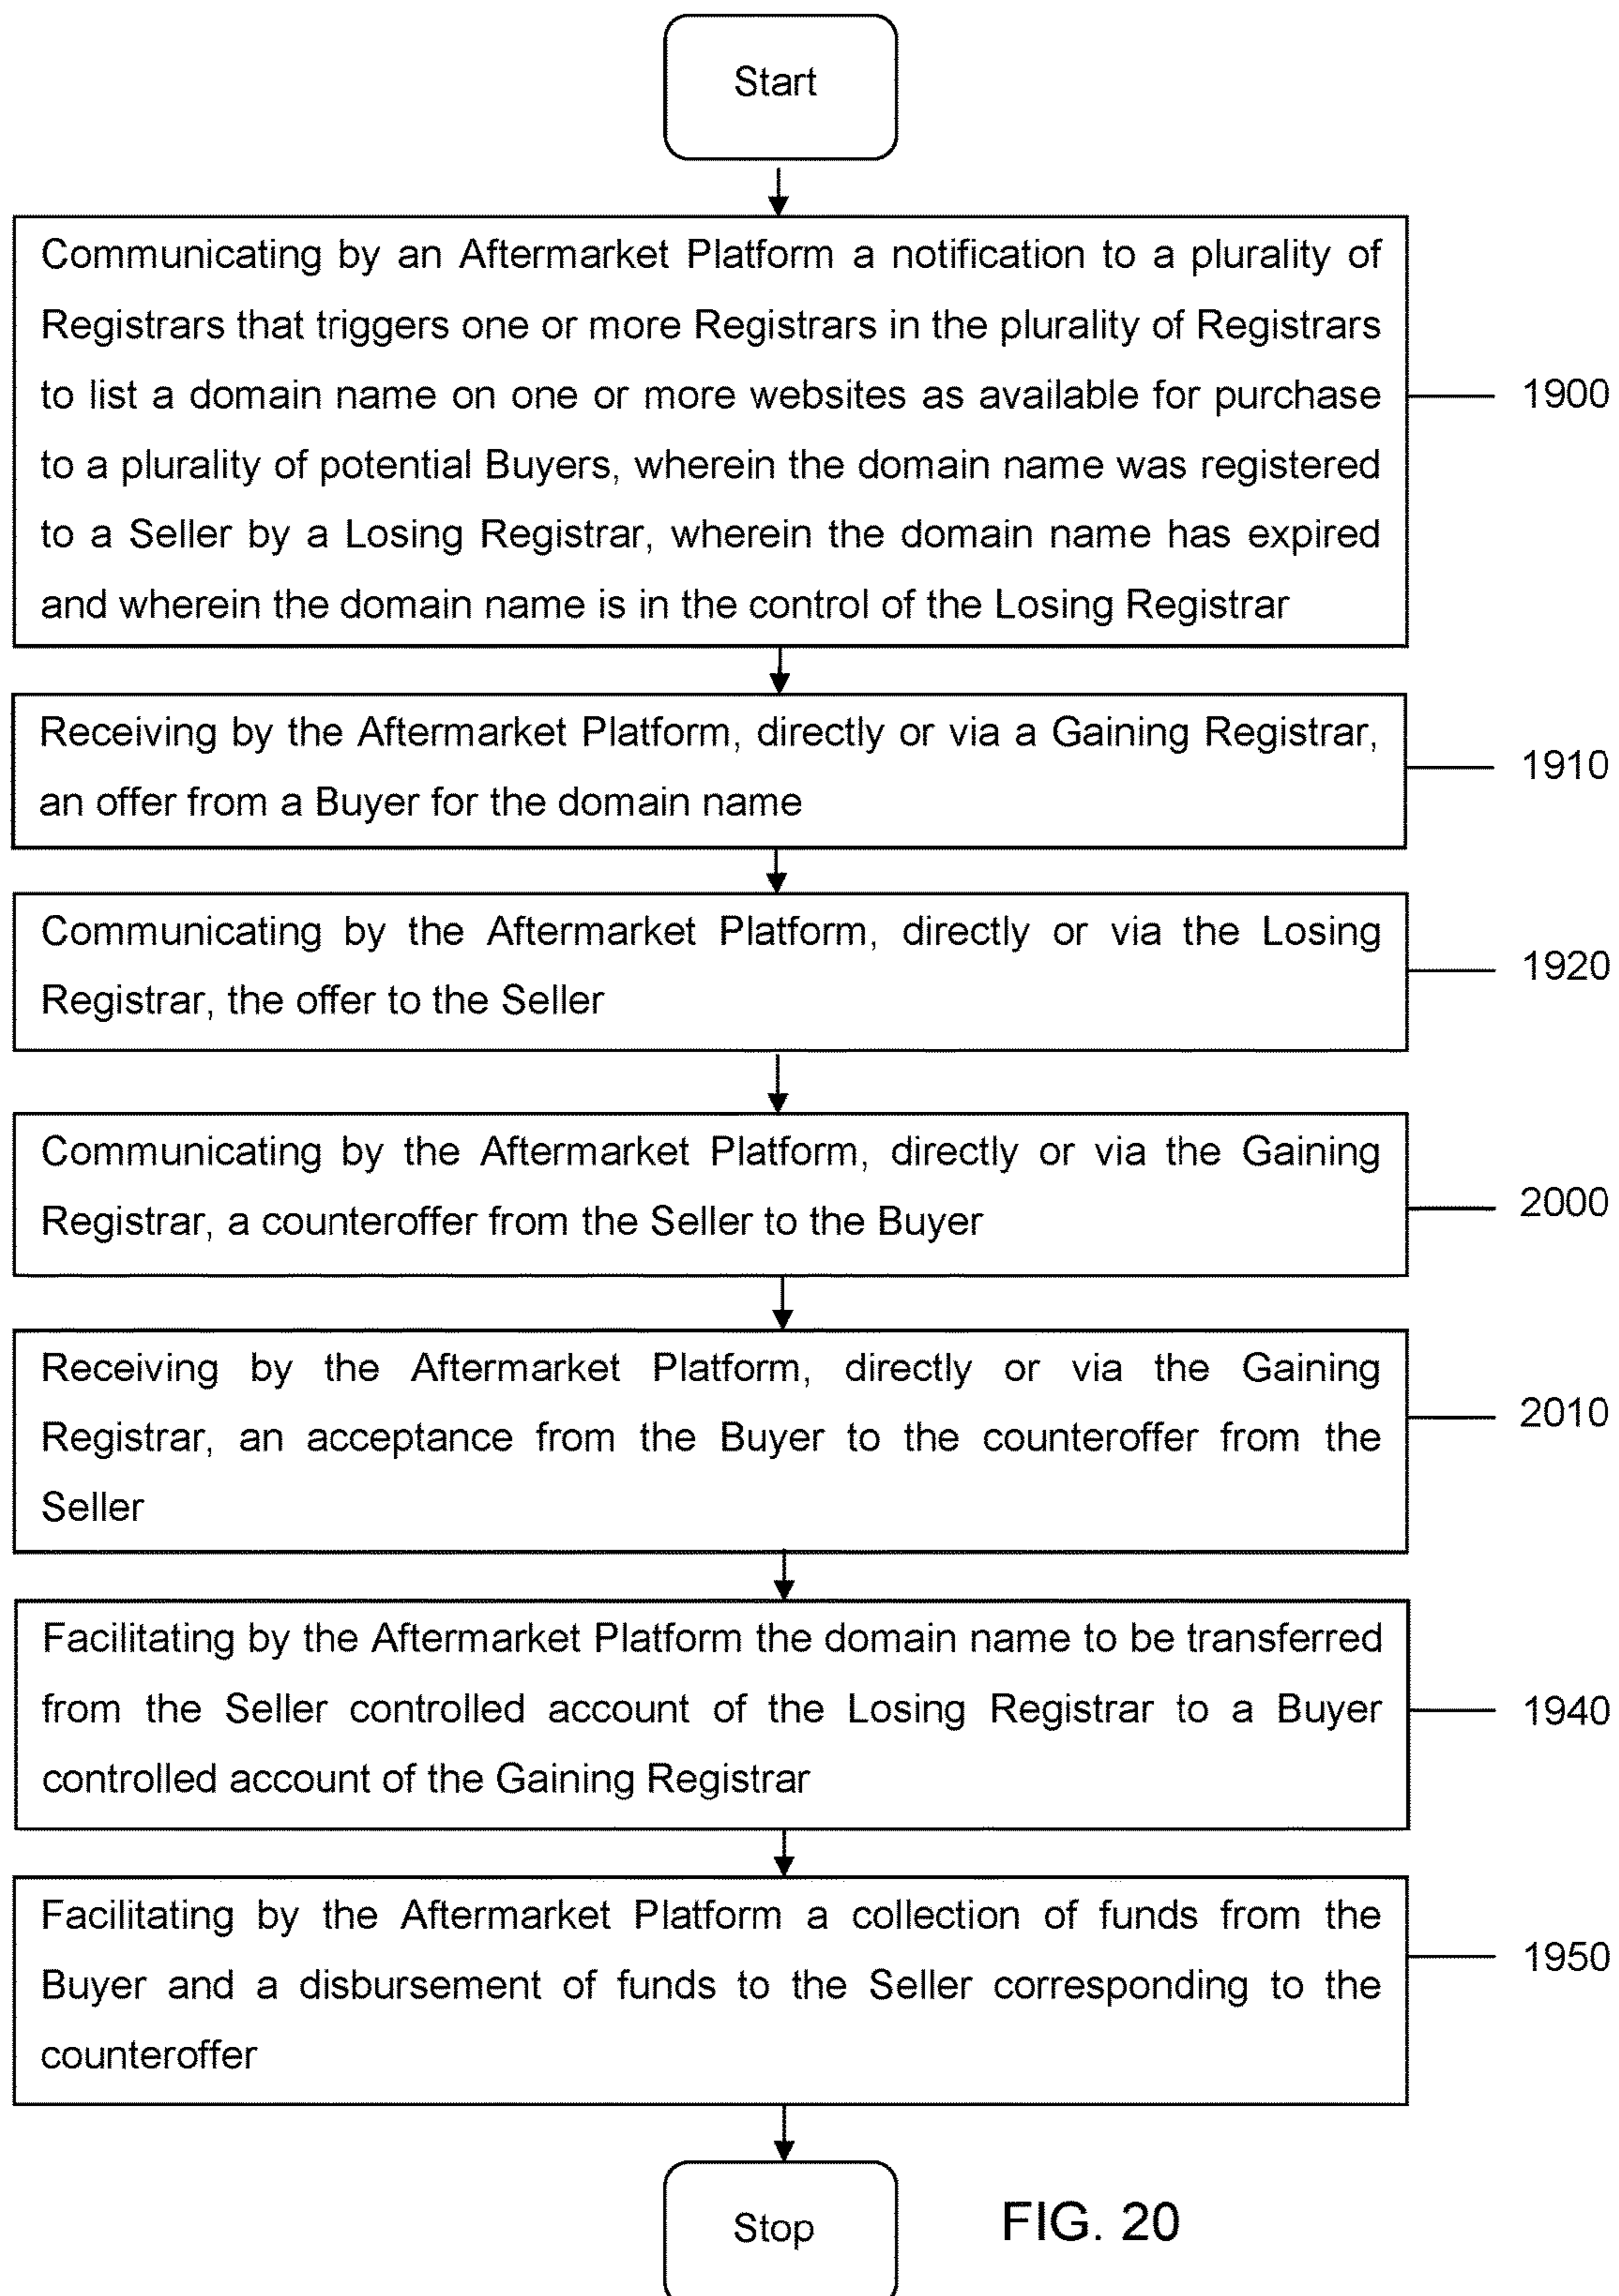 Start
Communicating by an Aftermarket Platform a notification to a plurality of
Registrars that triggers one or more Registrars in the plurality of Registrars
to list a domain name on one or more websites as available for purchase
to a plurality of potential Buyers, wherein the domain name was registered
to a Seller by a Losing Registrar, wherein the domain name has expired
and wherein the domain name is in the control of the Losing Registrar
1900
Receiving by the Aftermarket Platform, directly or via a Gaining Registrar,
an offer from a Buyer for the domain name
1910
Communicating by the Aftermarket Platform, directly or via the Losing
Registrar, the offer to the Seller
1920
Communicating by the Aftermarket Platform, directly or via the Gaining
Registrar, a counteroffer from the Seller to the Buyer
2000
Receiving by the Aftermarket Platform, directly or via the Gaining
Registrar, an acceptance from the Buyer to the counteroffer from the
Seller
2010
Facilitating by the Aftermarket Platform the domain name to be transferred
from the Seller controlled account of the Losing Registrar to a Buyer
controlled account of the Gaining Registrar
1940
Facilitating by the Aftermarket Platform a collection of funds from the
Buyer and a disbursement of funds to the Seller corresponding to the
counteroffer
1950
Stop
FIG. 20